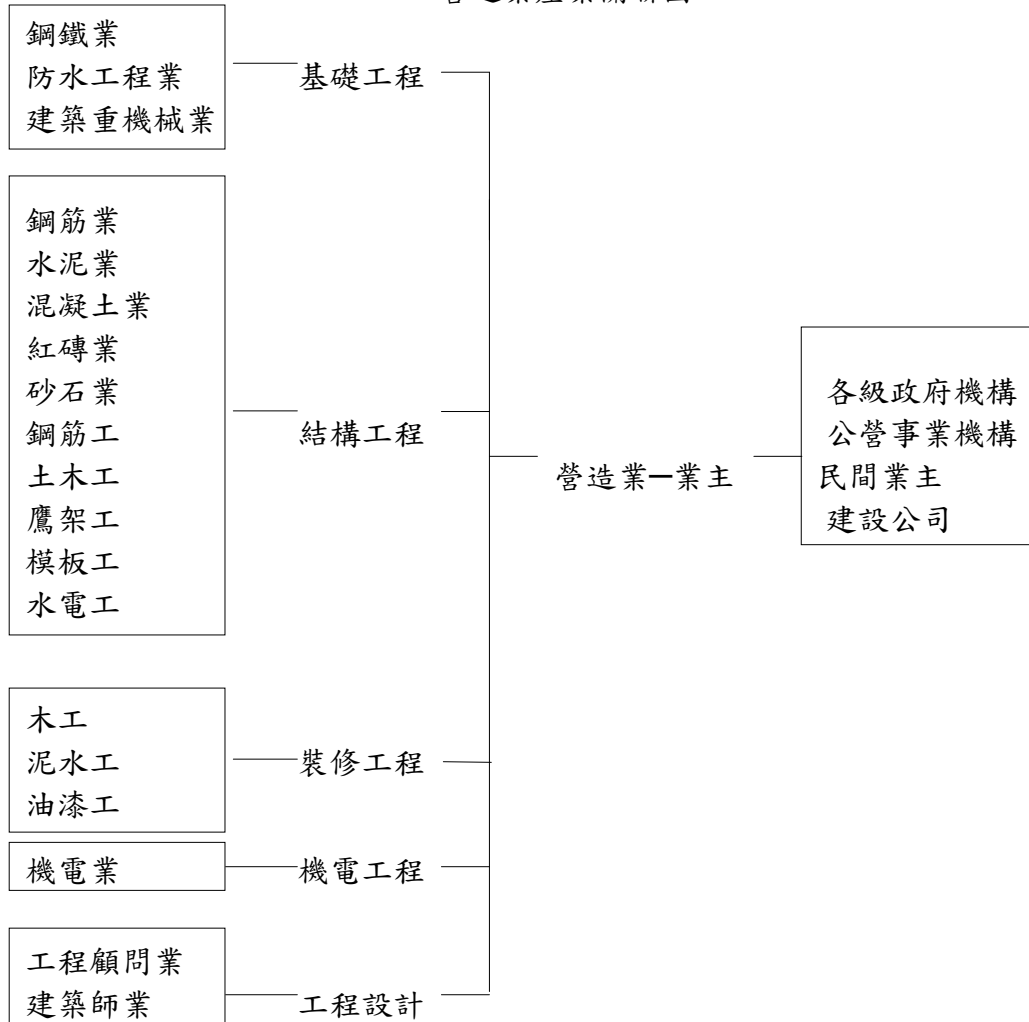 鋼鐵業
防水工程業
建築重機械業
基礎工程
鋼筋業
水泥業
混凝土業
紅磚業
砂石業
鋼筋工
土木工
鷹架工
模板工
水電工
結構工程
營造業─業主
各級政府機構
公營事業機構
民間業主
建設公司
木工
泥水工
油漆工
裝修工程
機電業
機電工程
工程顧問業
建築師業
工程設計